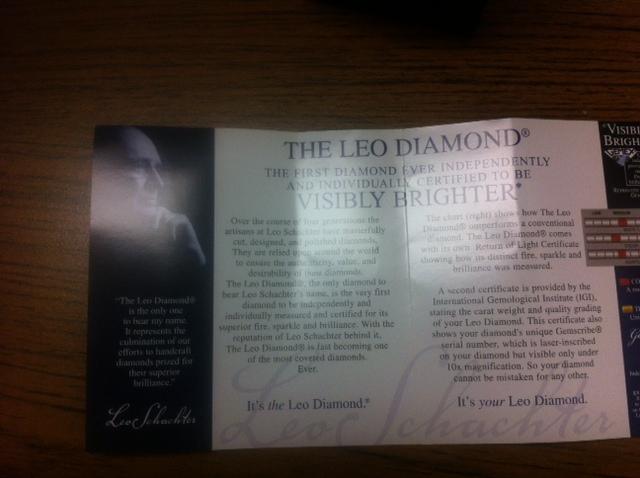 "The Leo Diamond®
is the only one
to bear my name.
It represents the
culmination of our
efforts to handcraft
diamonds prized for
their superior
brilliance."
Leo Schachter
THE LEO DIAMOND®
THE FIRST DIAMOND EVER INDEPENDENTLY
AND INDIVIDUALLY CERTIFIED TO BE
VISIBLY BRIGHTER*
Over the course of four generations the
artisans at Leo Schachter have masterfully
cut, designed, and polished diamonds.
They are relied upon around the world
to ensure the authenticity, value, and
desirability of those diamonds.
The Leo Diamond®, the only diamond to
bear Leo Schachter's name, is the very first
diamond to be independently and
individually measured and certified for its
superior fire, sparkle and brilliance. With the
reputation of Leo Schachter behind it,
The Leo Diamond® is fast becoming one
of the most coveted diamonds.
Ever.
It's the Leo Diamond.®
The chart (right) shows how The Leo
Diamond® outperforms a conventional
diamond. The Leo Diamond® comes
with its own Return of Light Certificate
showing how its distinct fire, sparkle and
brilliance was measured.
A second certificate is provided by the
International Gemological Institute (IGI),
stating the carat weight and quality grading
of your Leo Diamond. This certificate also
shows your diamond's unique Gemscribe®
serial number, which is laser-inscribed
on your diamond but visible only under
10x magnification. So your diamond
cannot be mistaken for any other.
It's your Leo Diamond.
Leo Schachter
"VISIBL
BRIGHT